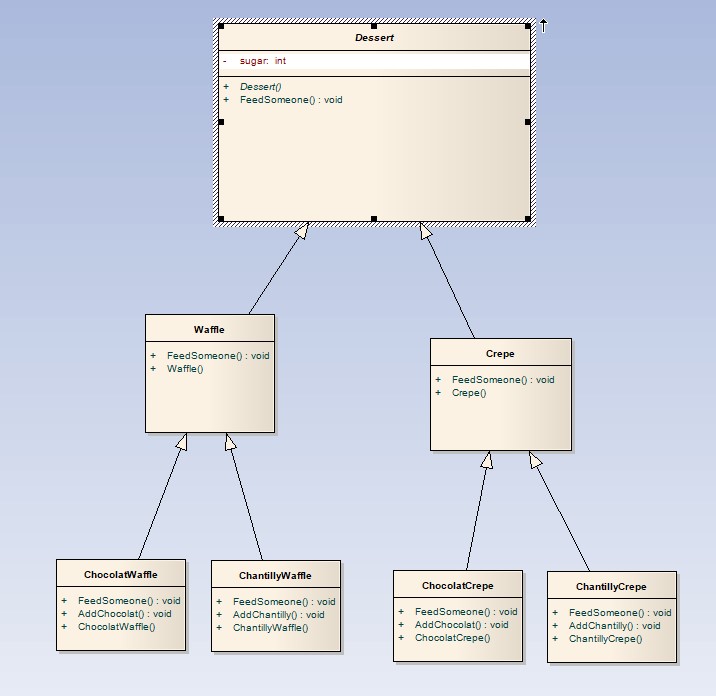 Dessert
- sugar: int
+ Dessert()
+ FeedSomeone() : void
Waffle
+ FeedSomeone() : void
+ Waffle()
Crepe
+ FeedSomeone() : void
+ Crepe()
ChocolatWaffle
+ FeedSomeone() : void
+ AddChocolat() : void
+ ChocolatWaffle()
ChantillyWaffle
+ FeedSomeone() : void
+ AddChantilly() : void
+ ChantillyWaffle()
ChocolatCrepe
+ FeedSomeone() : void
+ AddChocolat() : void
+ ChocolatCrepe()
ChantillyCrepe
+ FeedSomeone() : void
+ AddChantilly() : void
+ ChantillyCrepe()